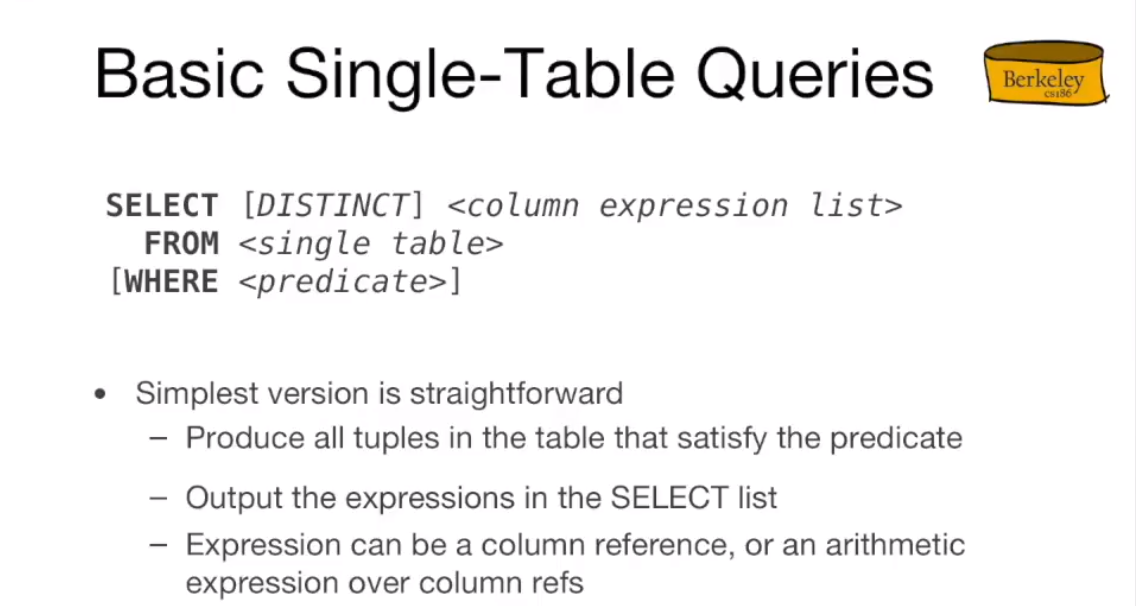 Basic Single-Table Queries
Berkeley
cs186
SELECT [DISTINCT] <column expression list>
FROM <single table>
[WHERE <predicate>]
• Simplest version is straightforward
– Produce all tuples in the table that satisfy the predicate
– Output the expressions in the SELECT list
– Expression can be a column reference, or an arithmetic
expression over column refs